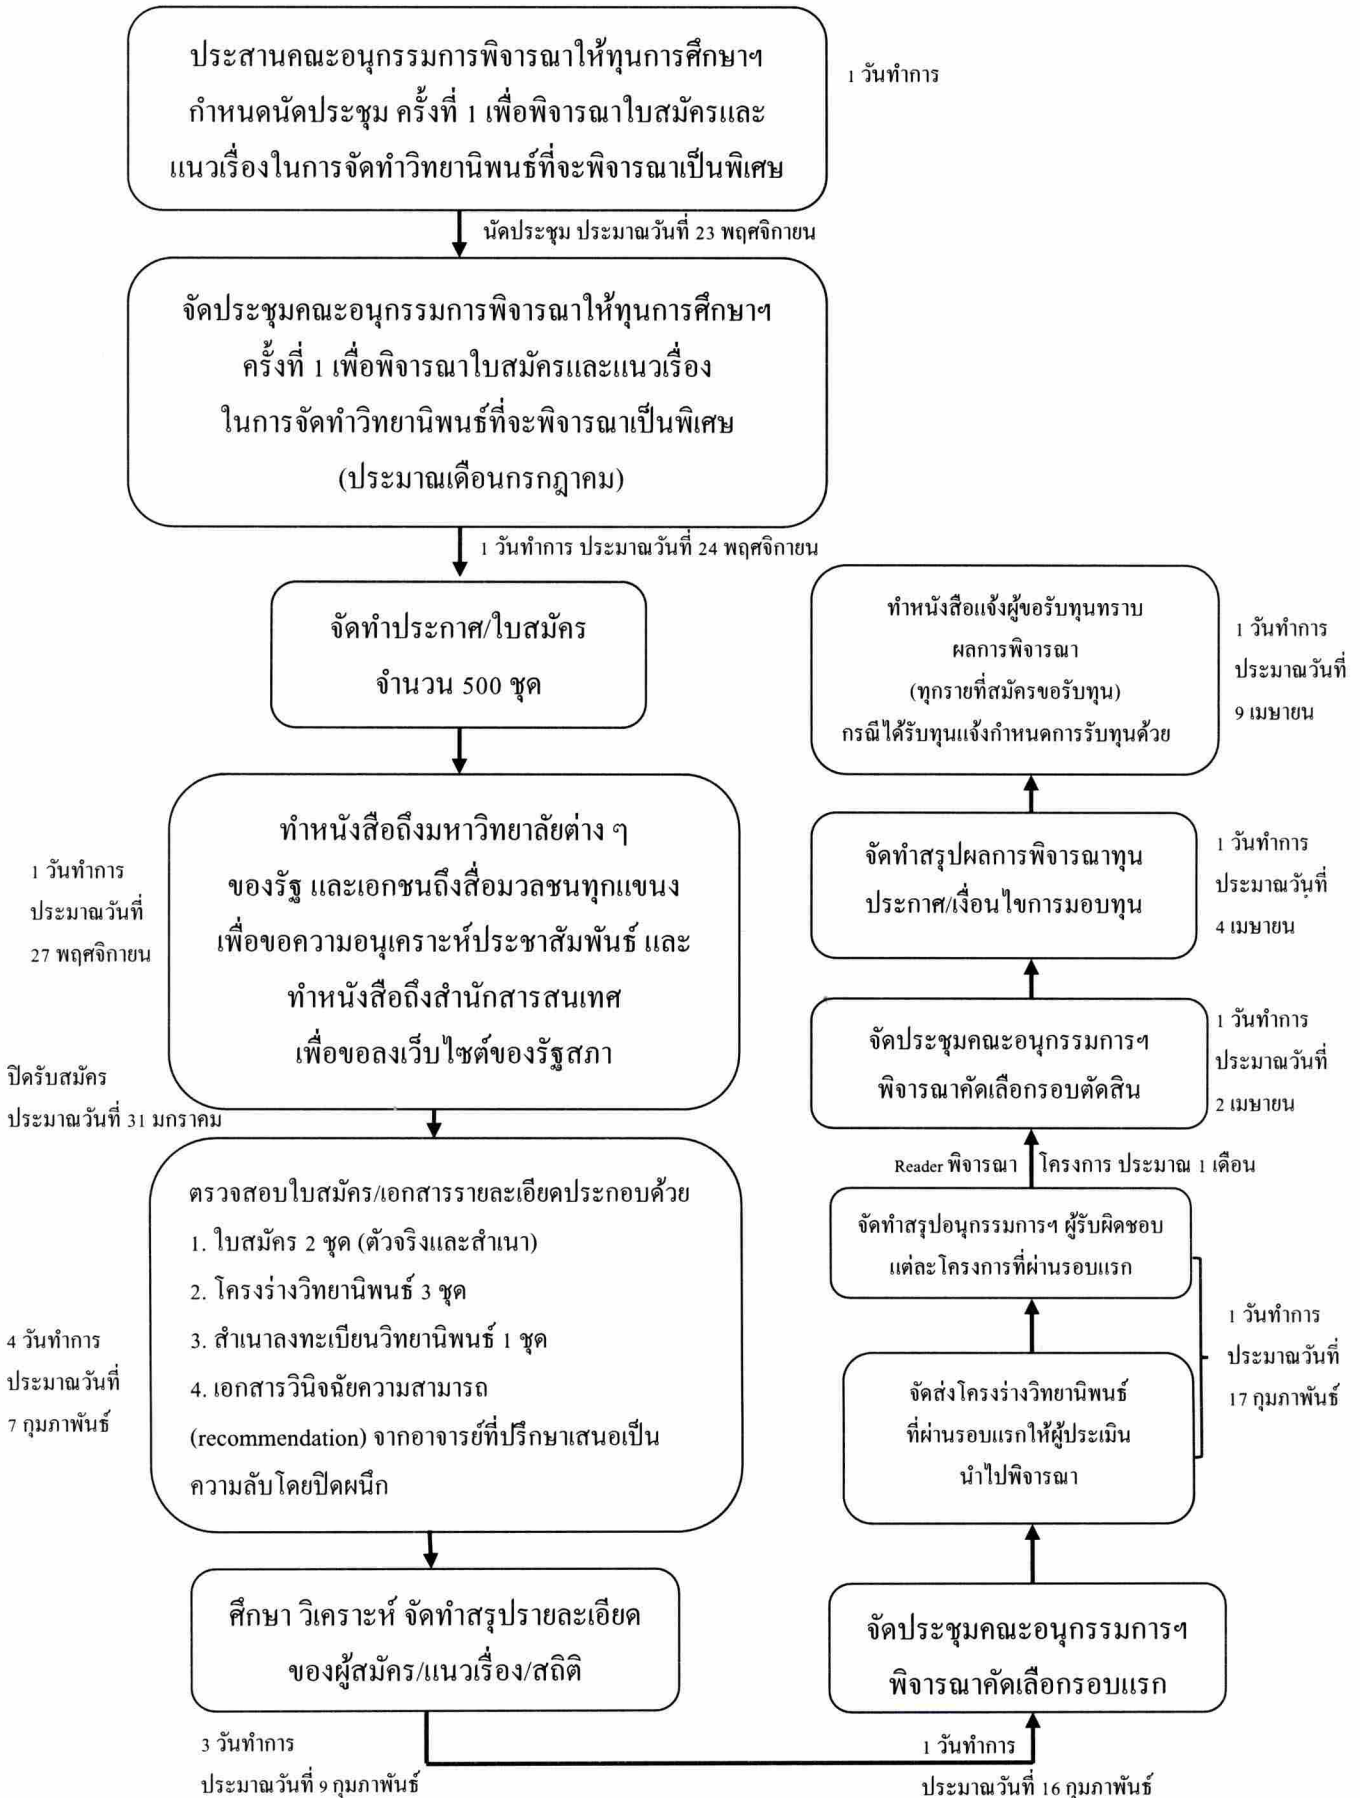 ประสานคณะอนุกรรมการพิจารณาให้ทุนการศึกษาฯ
กำหนดนัดประชุม ครั้งที่ 1 เพื่อพิจารณาใบสมัครและ
แนวเรื่องในการจัดทำวิทยานิพนธ์ที่จะพิจารณาเป็นพิเศษ
1 วันทำการ
นัดประชุม ประมาณวันที่ 23 พฤศจิกายน
จัดประชุมคณะอนุกรรมการพิจารณาให้ทุนการศึกษาฯ
ครั้งที่ 1 เพื่อพิจารณาใบสมัครและแนวเรื่อง
ในการจัดทำวิทยานิพนธ์ที่จะพิจารณาเป็นพิเศษ
(ประมาณเดือนกรกฎาคม)
1 วันทำการ ประมาณวันที่ 24 พฤศจิกายน
จัดทำประกาศ/ใบสมัคร
จำนวน 500 ชุด
ทำหนังสือถึงมหาวิทยาลัยต่าง ๆ
ของรัฐ และเอกชนถึงสื่อมวลชนทุกแขนง
เพื่อขอความอนุเคราะห์ประชาสัมพันธ์ และ
ทำหนังสือถึงสำนักสารสนเทศ
เพื่อขอลงเว็บไซต์ของรัฐสภา
1 วันทำการ
ประมาณวันที่
27 พฤศจิกายน
ปิดรับสมัคร
ประมาณวันที่ 31 มกราคม
ตรวจสอบใบสมัคร/เอกสารรายละเอียดประกอบด้วย
1. ใบสมัคร 2 ชุด (ตัวจริงและสำเนา)
2. โครงร่างวิทยานิพนธ์ 3 ชุด
3. สำเนาลงทะเบียนวิทยานิพนธ์ 1 ชุด
4. เอกสารวินิจฉัยความสามารถ
(recommendation) จากอาจารย์ที่ปรึกษาเสนอเป็น
ความลับโดยปิดผนึก
4 วันทำการ
ประมาณวันที่
7 กุมภาพันธ์
ศึกษา วิเคราะห์ จัดทำสรุปรายละเอียด
ของผู้สมัคร/แนวเรื่อง/สถิติ
3 วันทำการ
ประมาณวันที่ 9 กุมภาพันธ์
1 วันทำการ
ประมาณวันที่ 16 กุมภาพันธ์
จัดประชุมคณะอนุกรรมการฯ
พิจารณาคัดเลือกรอบแรก
จัดส่งโครงร่างวิทยานิพนธ์
ที่ผ่านรอบแรกให้ผู้ประเมิน
นำไปพิจารณา
1 วันทำการ
ประมาณวันที่
17 กุมภาพันธ์
จัดทำสรุปอนุกรรมการฯ ผู้รับผิดชอบ
แต่ละโครงการที่ผ่านรอบแรก
Reader พิจารณา โครงการ ประมาณ 1 เดือน
จัดประชุมคณะอนุกรรมการฯ
พิจารณาคัดเลือกรอบตัดสิน
1 วันทำการ
ประมาณวันที่
2 เมษายน
จัดทำสรุปผลการพิจารณาทุน
ประกาศ/เงื่อนไขการมอบทุน
1 วันทำการ
ประมาณวันที่
4 เมษายน
ทำหนังสือแจ้งผู้ขอรับทุนทราบ
ผลการพิจารณา
(ทุกรายที่สมัครขอรับทุน)
กรณีได้รับทุนแจ้งกำหนดการรับทุนด้วย
1 วันทำการ
ประมาณวันที่
9 เมษายน